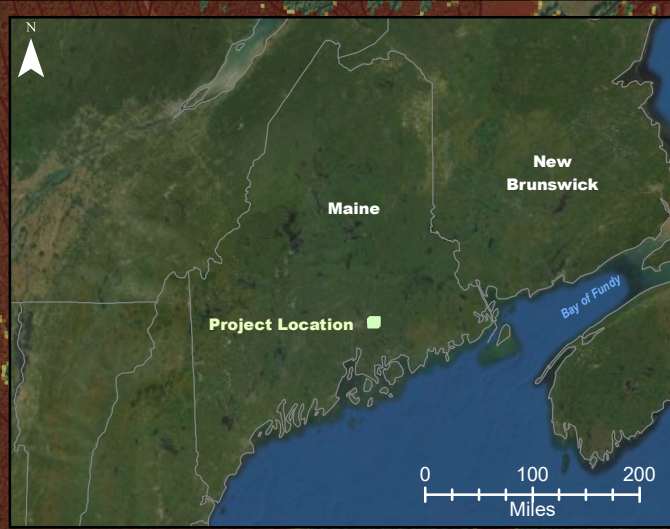 N
Maine
New
Brunswick
Bay of Fundy
Project Location
0 100 200
Miles